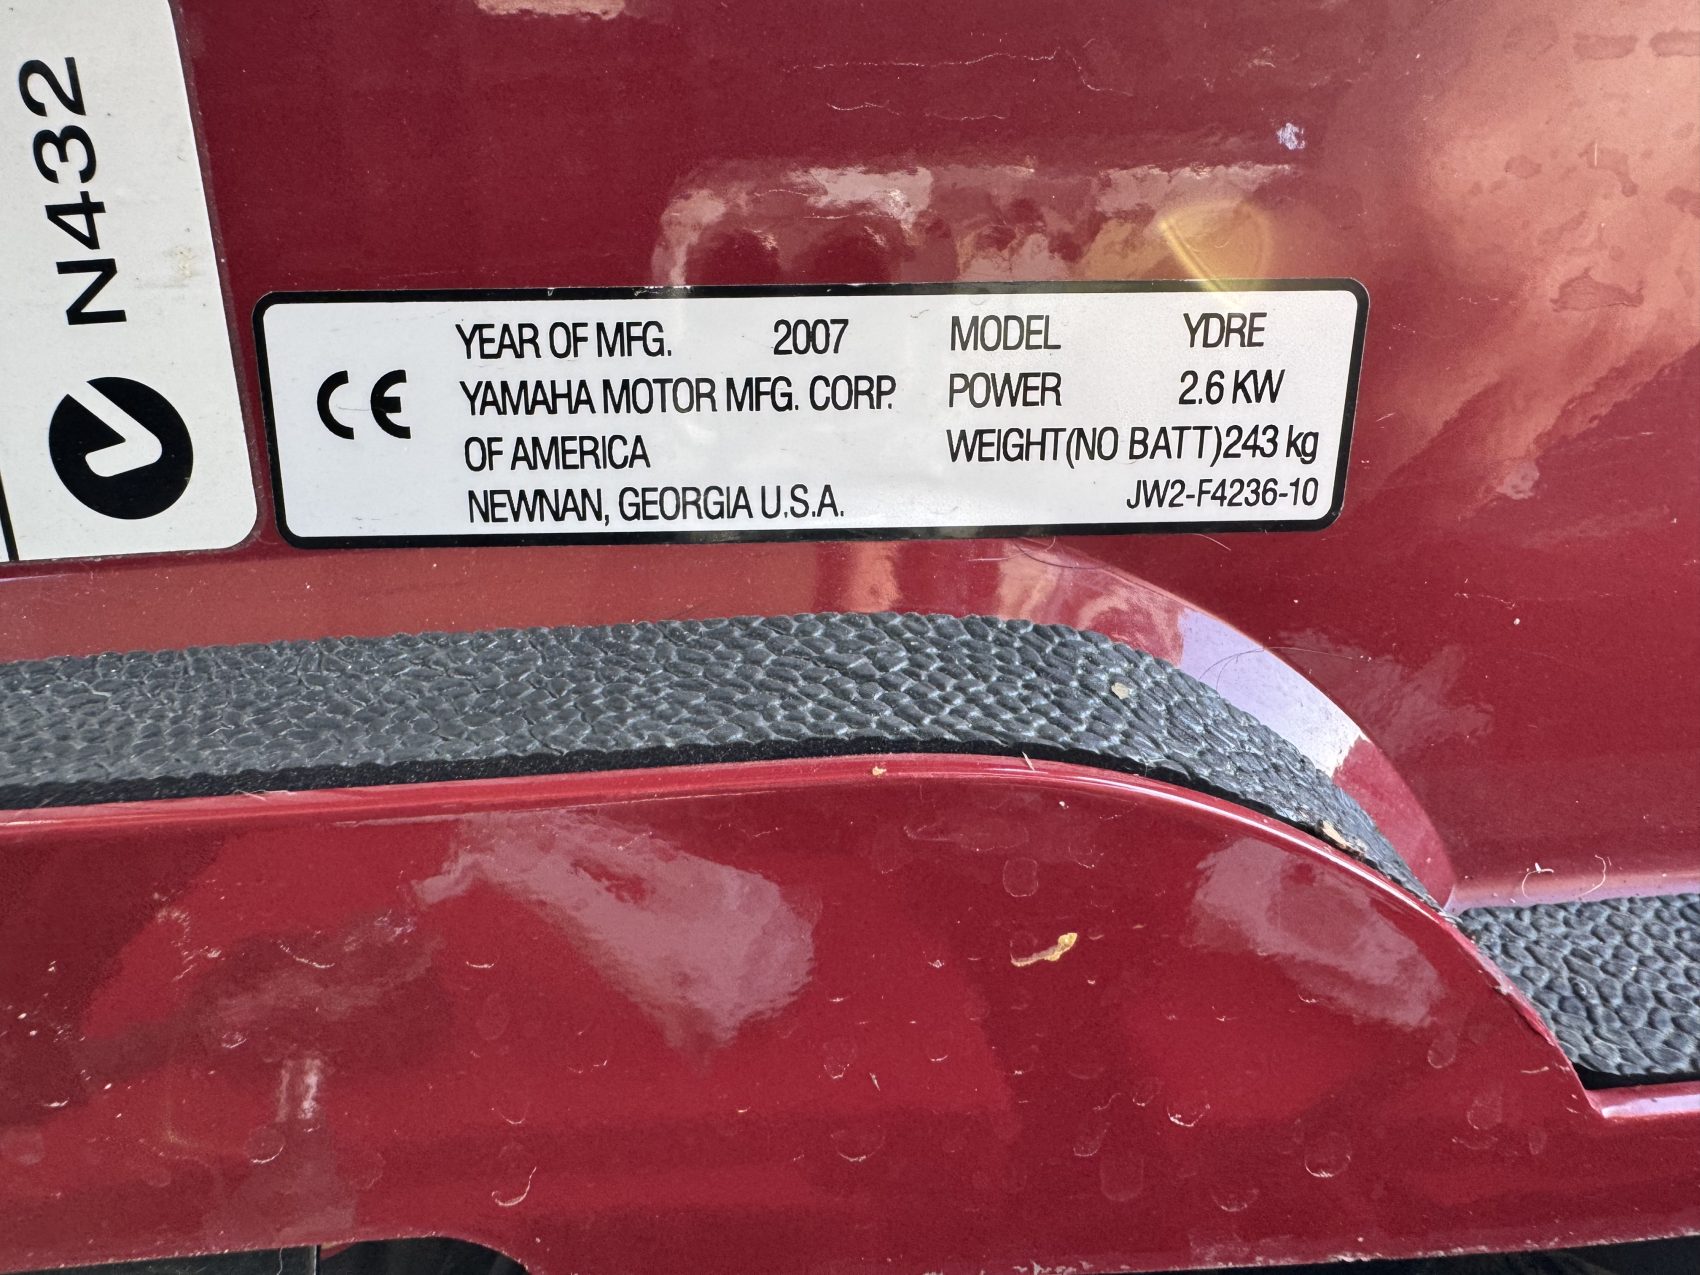 N432
CE
YEAR OF MFG. 2007
YAMAHA MOTOR MFG. CORP.
OF AMERICA
NEWNAN, GEORGIA U.S.A.
MODEL YDRE
POWER 2.6 KW
WEIGHT(NO BATT)243 kg
JW2-F4236-10